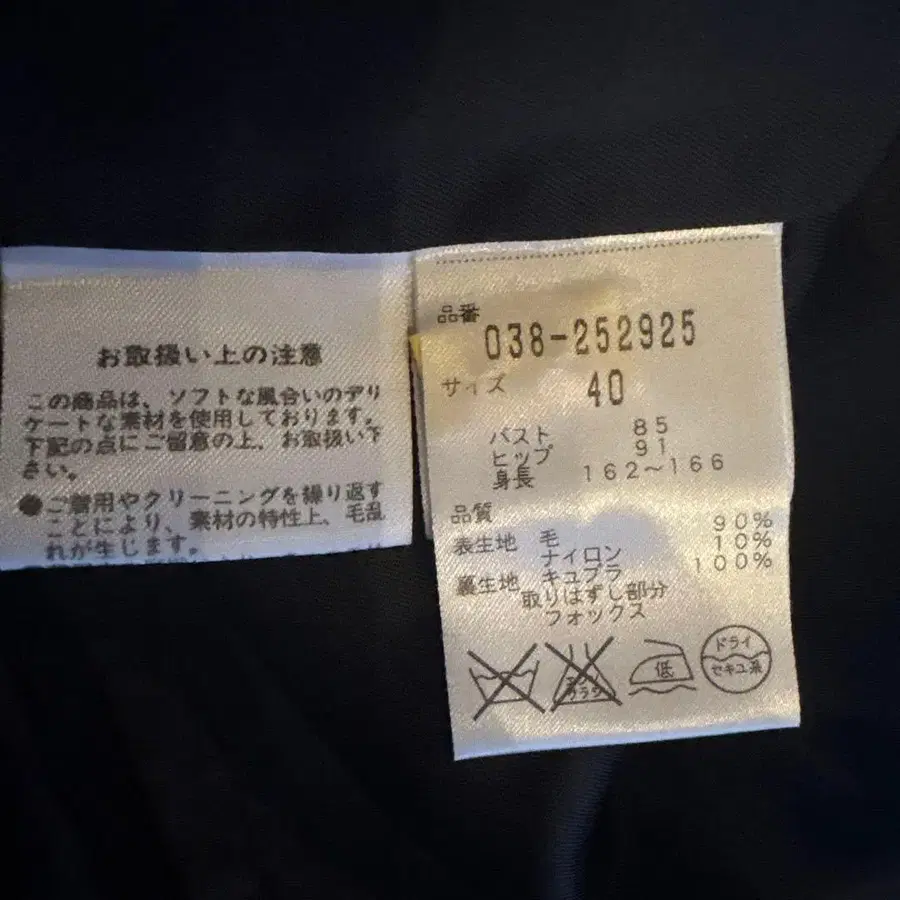 お取扱い上の注意
この商品は、ソフトな風合いのデリ
ケートな素材を使用しております。
下記の点にご留意の上、お取扱い下
さい。
●ご着用やクリーニングを繰り返す
ことにより、素材の特性上、毛乱
れが生じます。
品番
038-252925
サイズ 40
バスト 85
ヒップ 91
身長 162～166
品質
表生地 毛 90%
ナイロン 10%
裏生地 キュプラ 100%
取りはずし部分
フォックス
エンソ
サラシ
低
ドライ
セキユ系